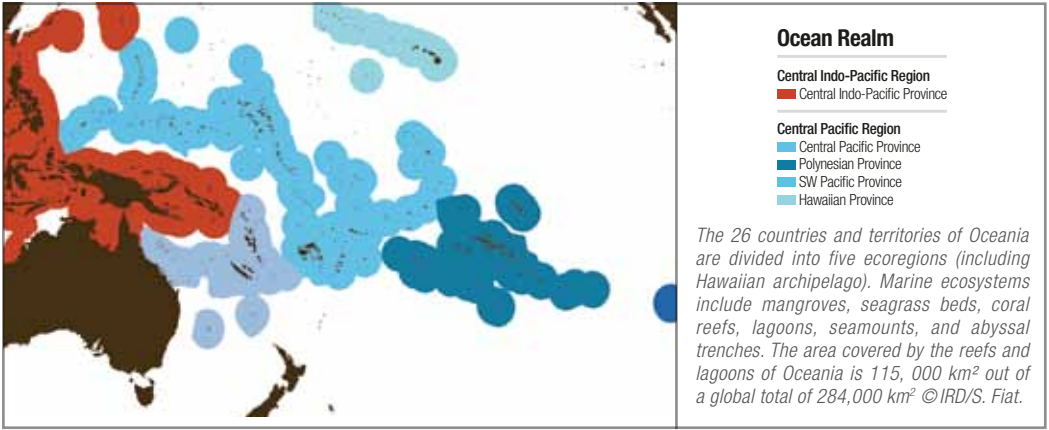 Ocean Realm
Central Indo-Pacific Region
Central Indo-Pacific Province
Central Pacific Region
Central Pacific Province
Polynesian Province
SW Pacific Province
Hawaiian Province
The 26 countries and territories of Oceania
are divided into five ecoregions (including
Hawaiian archipelago). Marine ecosystems
include mangroves, seagrass beds, coral
reefs, lagoons, seamounts, and abyssal
trenches. The area covered by the reefs and
lagoons of Oceania is 115, 000 km² out of
a global total of 284,000 km² © IRD/S. Fiat.